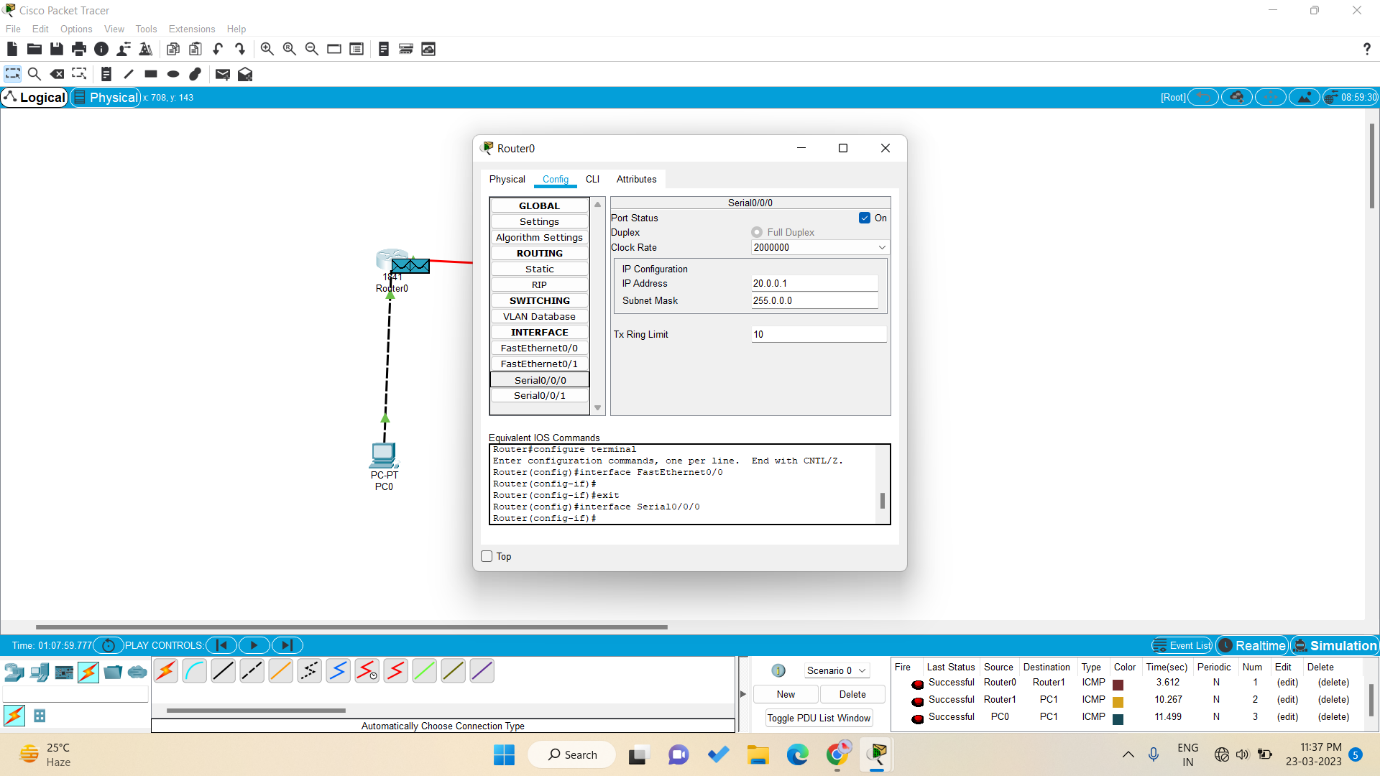 Cisco Packet Tracer
File Edit Options View Tools Extensions Help
?
Logical Physical x: 708, y: 143 [Root] 08:59:30
Router0
Physical Config CLI Attributes
GLOBAL
Settings
Algorithm Settings
ROUTING
Static
RIP
SWITCHING
VLAN Database
INTERFACE
FastEthernet0/0
FastEthernet0/1
Serial0/0/0
Serial0/0/1
Serial0/0/0
Port Status On
Duplex Full Duplex
Clock Rate 2000000
IP Configuration
IP Address 20.0.0.1
Subnet Mask 255.0.0.0
Tx Ring Limit 10
1841
Router0
PC-PT
PC0
Equivalent IOS Commands
Router#configure terminal
Enter configuration commands, one per line. End with CNTL/Z.
Router(config)#interface FastEthernet0/0
Router(config-if)#
Router(config-if)#exit
Router(config)#interface Serial0/0/0
Router(config-if)#
Top
Time: 01:07:59.777 PLAY CONTROLS: Event List Realtime Simulation
Scenario 0
New Delete
Toggle PDU List Window
Automatically Choose Connection Type
Fire Last Status Source Destination Type Color Time(sec) Periodic Num Edit Delete
Successful Router0 Router1 ICMP 3.612 N 1 (edit) (delete)
Successful Router1 PC1 ICMP 10.267 N 2 (edit) (delete)
Successful PC0 PC1 ICMP 11.499 N 3 (edit) (delete)
25°C
Haze
Search
ENG
IN
11:37 PM
23-03-2023
5